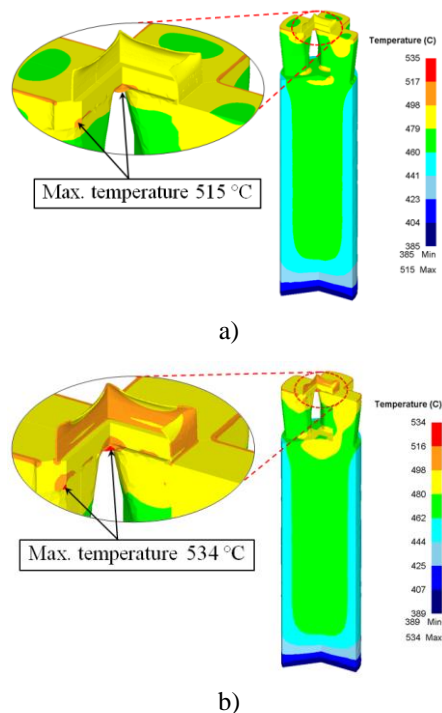 Temperature (C)
535
517
498
479
460
441
423
404
385
385 Min
515 Max
Max. temperature 515 °C
a)
Temperature (C)
534
516
498
480
462
444
425
407
389
389 Min
534 Max
Max. temperature 534 °C
b)